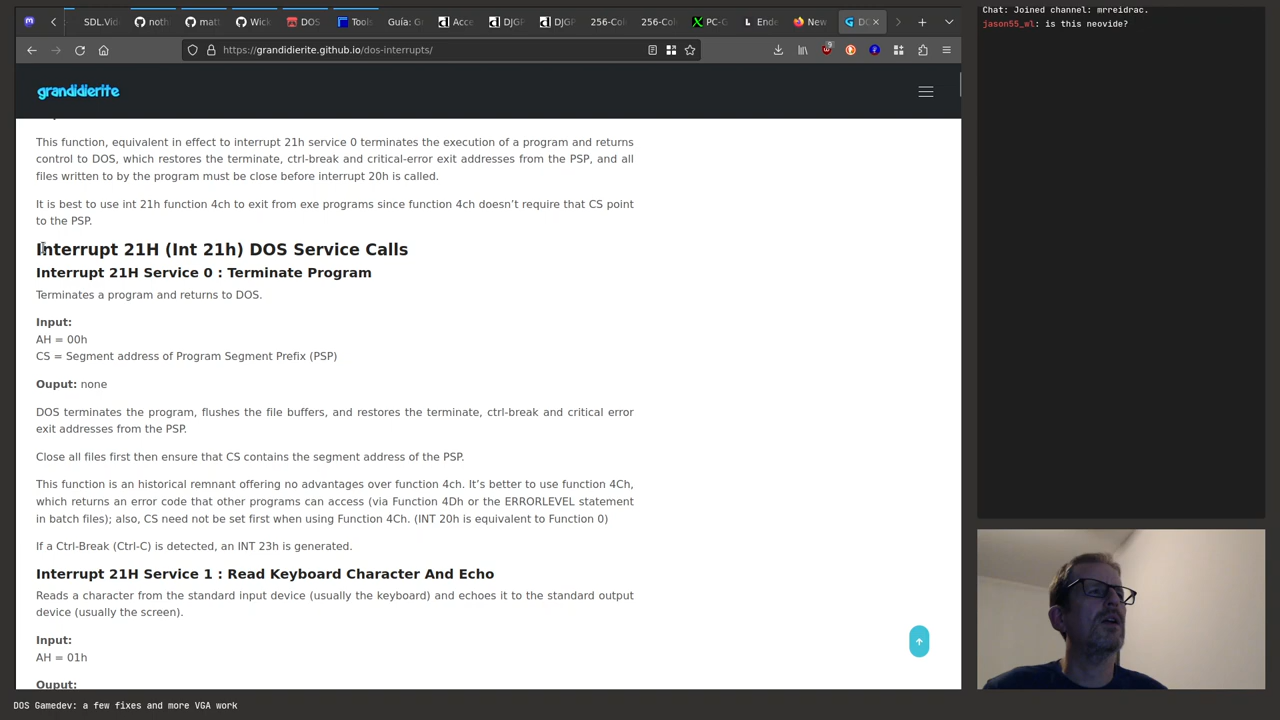 SDL.Vide
noth
matt
Wick
DOS
Tools
Guía: Ge
Acce
DJGP
DJGP
256-Col
256-Col
PC-G
Ende
New
DO
https://grandidierite.github.io/dos-interrupts/
grandidierite
This function, equivalent in effect to interrupt 21h service 0 terminates the execution of a program and returns
control to DOS, which restores the terminate, ctrl-break and critical-error exit addresses from the PSP, and all
files written to by the program must be close before interrupt 20h is called.
It is best to use int 21h function 4ch to exit from exe programs since function 4ch doesn’t require that CS point
to the PSP.
Interrupt 21H (Int 21h) DOS Service Calls
Interrupt 21H Service 0 : Terminate Program
Terminates a program and returns to DOS.
Input:
AH = 00h
CS = Segment address of Program Segment Prefix (PSP)
Ouput: none
DOS terminates the program, flushes the file buffers, and restores the terminate, ctrl-break and critical error
exit addresses from the PSP.
Close all files first then ensure that CS contains the segment address of the PSP.
This function is an historical remnant offering no advantages over function 4ch. It’s better to use function 4Ch,
which returns an error code that other programs can access (via Function 4Dh or the ERRORLEVEL statement
in batch files); also, CS need not be set first when using Function 4Ch. (INT 20h is equivalent to Function 0)
If a Ctrl-Break (Ctrl-C) is detected, an INT 23h is generated.
Interrupt 21H Service 1 : Read Keyboard Character And Echo
Reads a character from the standard input device (usually the keyboard) and echoes it to the standard output
device (usually the screen).
Input:
AH = 01h
Ouput:
Chat: Joined channel: mrreidrac.
jason55_wl: is this neovide?
DOS Gamedev: a few fixes and more VGA work